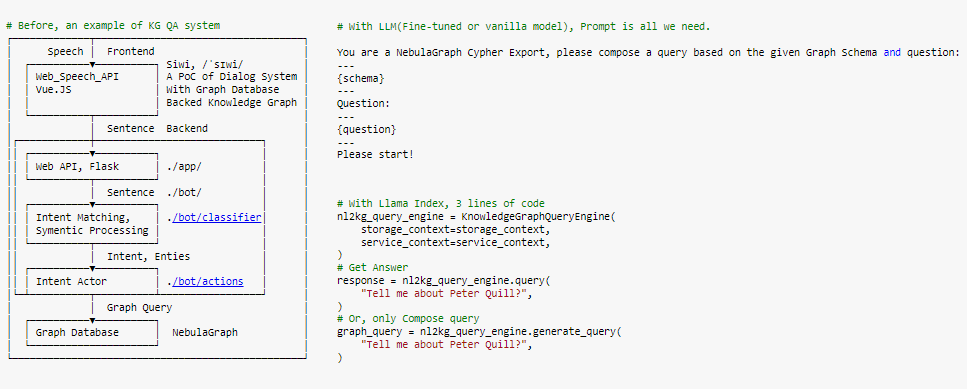 # Before, an example of KG QA system
Speech Frontend
Siwi, /ˈsɪwi/
Web_Speech_API A PoC of Dialog System
Vue.JS With Graph Database
Backed Knowledge Graph
Sentence Backend
Web API, Flask ./app/
Sentence ./bot/
Intent Matching, ./bot/classifier
Symentic Processing
Intent, Enties
Intent Actor ./bot/actions
Graph Query
Graph Database NebulaGraph
# With LLM(Fine-tuned or vanilla model), Prompt is all we need.
You are a NebulaGraph Cypher Export, please compose a query based on the given Graph Schema and question:
---
{schema}
---
Question:
---
{question}
---
Please start!
# With Llama Index, 3 lines of code
nl2kg_query_engine = KnowledgeGraphQueryEngine(
storage_context=storage_context,
service_context=service_context,
)
# Get Answer
response = nl2kg_query_engine.query(
"Tell me about Peter Quill?",
)
# Or, only Compose query
graph_query = nl2kg_query_engine.generate_query(
"Tell me about Peter Quill?",
)